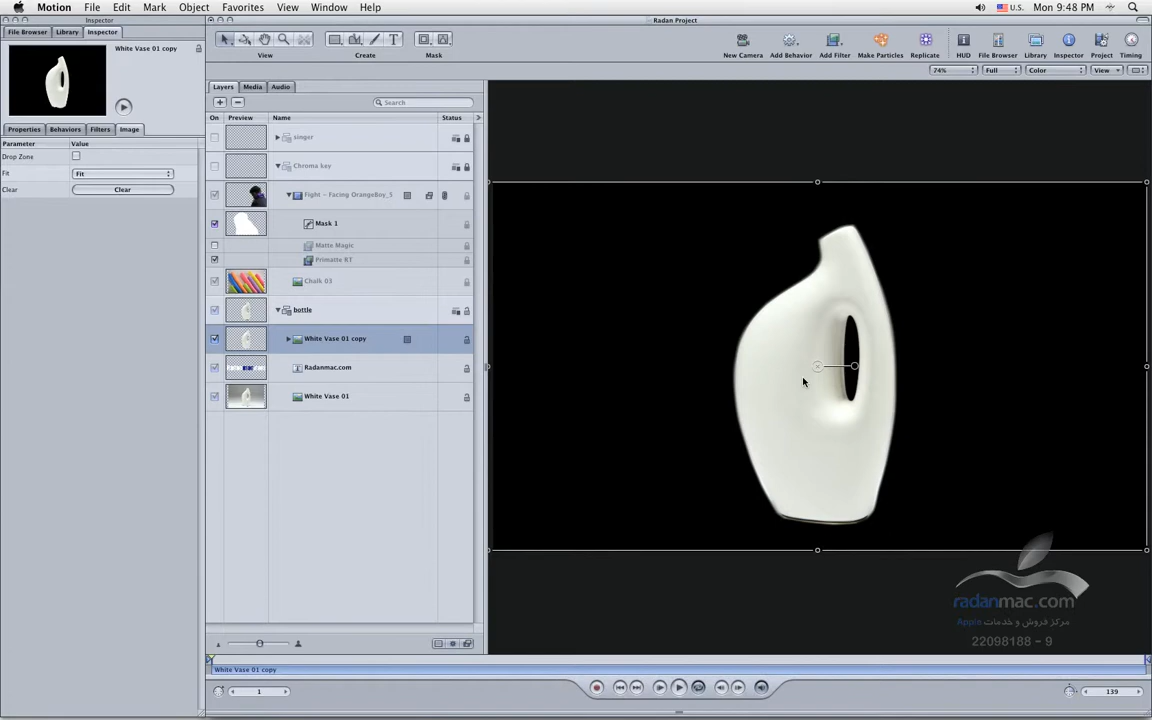 Motion File Edit Mark Object Favorites View Window Help U.S. Mon 9:48 PM
Inspector Radan Project
File Browser Library Inspector
White Vase 01 copy
View Create Mask
New Camera Add Behavior Add Filter Make Particles Replicate HUD File Browser Library Inspector Project Timing
74% Full Color View
Layers Media Audio
Search
Properties Behaviors Filters Image
On Preview Name Status
Parameter Value
Drop Zone
Fit Fit
Clear Clear
singer
Chroma key
Fight - Facing OrangeBoy_S
Mask 1
Matte Magic
Primatte RT
Chalk 03
bottle
White Vase 01 copy
Radanmac.com
White Vase 01
radanmac.com
مرکز فروش و خدمات Apple
22098188 - 9
White Vase 01 copy
1 139